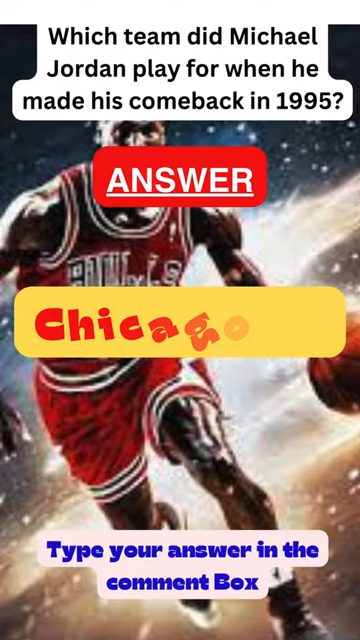 Which team did Michael
Jordan play for when he
made his comeback in 1995?
ANSWER
BULLS
Chicago
Type your answer in the
comment Box